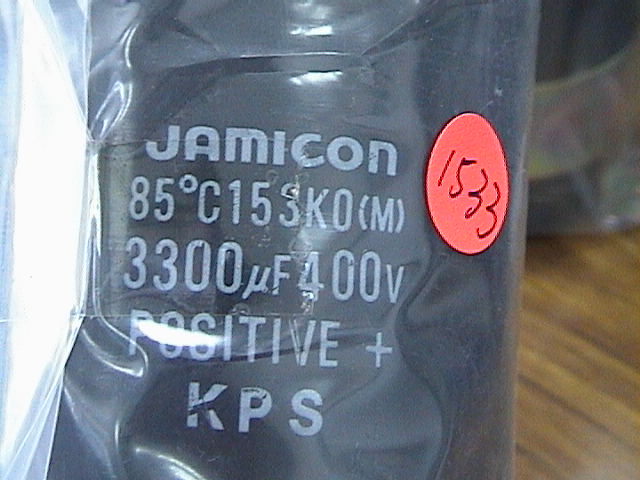 JAMICON
85°C153K0(M)
3300µF400V
POSITIVE +
KPS
1533